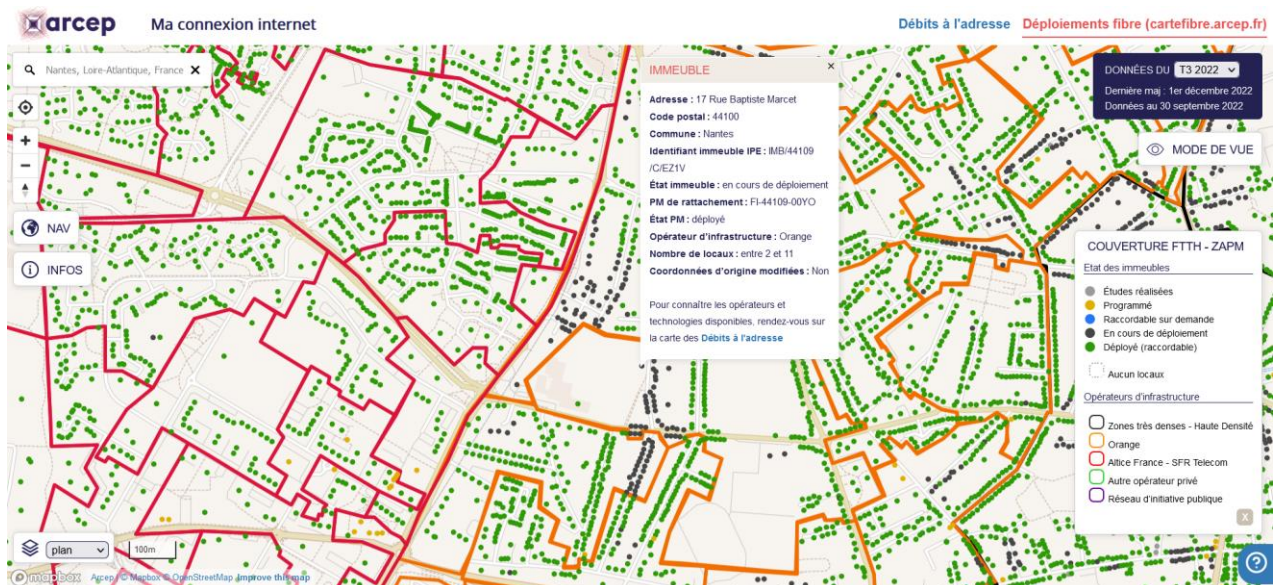 arcep
Ma connexion internet
Débits à l'adresse
Déploiements fibre (cartefibre.arcep.fr)
Nantes, Loire-Atlantique, France X
+
−
NAV
INFOS
IMMEUBLE
×
Adresse : 17 Rue Baptiste Marcet
Code postal : 44100
Commune : Nantes
Identifiant immeuble IPE : IMB/44109
/C/EZ1V
État immeuble : en cours de déploiement
PM de rattachement : FI-44109-00YO
État PM : déployé
Opérateur d'infrastructure : Orange
Nombre de locaux : entre 2 et 11
Coordonnées d'origine modifiées : Non
Pour connaître les opérateurs et
technologies disponibles, rendez-vous sur
la carte des Débits à l'adresse
DONNÉES DU T3 2022
Dernière maj : 1er décembre 2022
Données au 30 septembre 2022
MODE DE VUE
COUVERTURE FTTH - ZAPM
Etat des immeubles
Études réalisées
Programmé
Raccordable sur demande
En cours de déploiement
Déployé (raccordable)
Aucun locaux
Opérateurs d'infrastructure
Zones très denses - Haute Densité
Orange
Altice France - SFR Telecom
Autre opérateur privé
Réseau d'initiative publique
X
plan
100m
mapbox
Arcep | © Mapbox © OpenStreetMap Improve this map
?